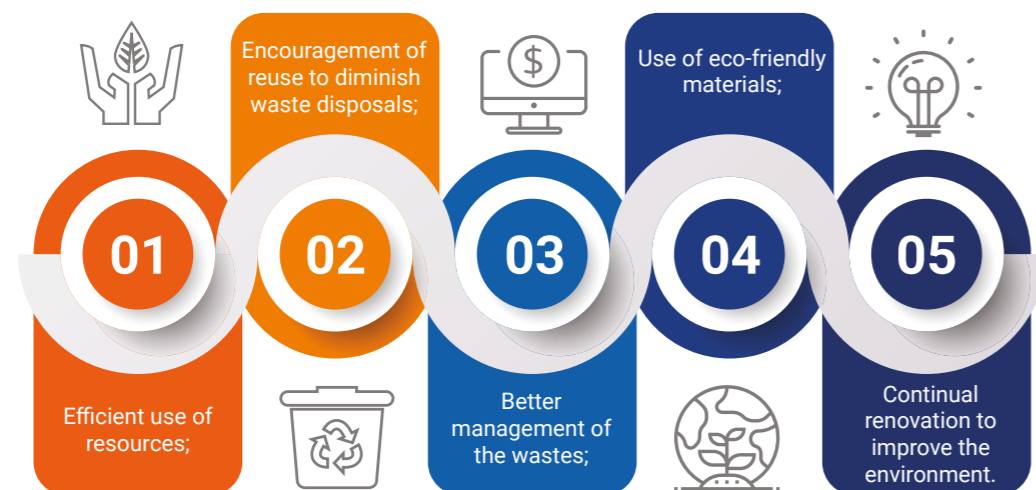 01
Efficient use of
resources;
02
Encouragement of
reuse to diminish
waste disposals;
03
Better
management of
the wastes;
$
04
Use of eco-friendly
materials;
05
Continual
renovation to
improve the
environment.